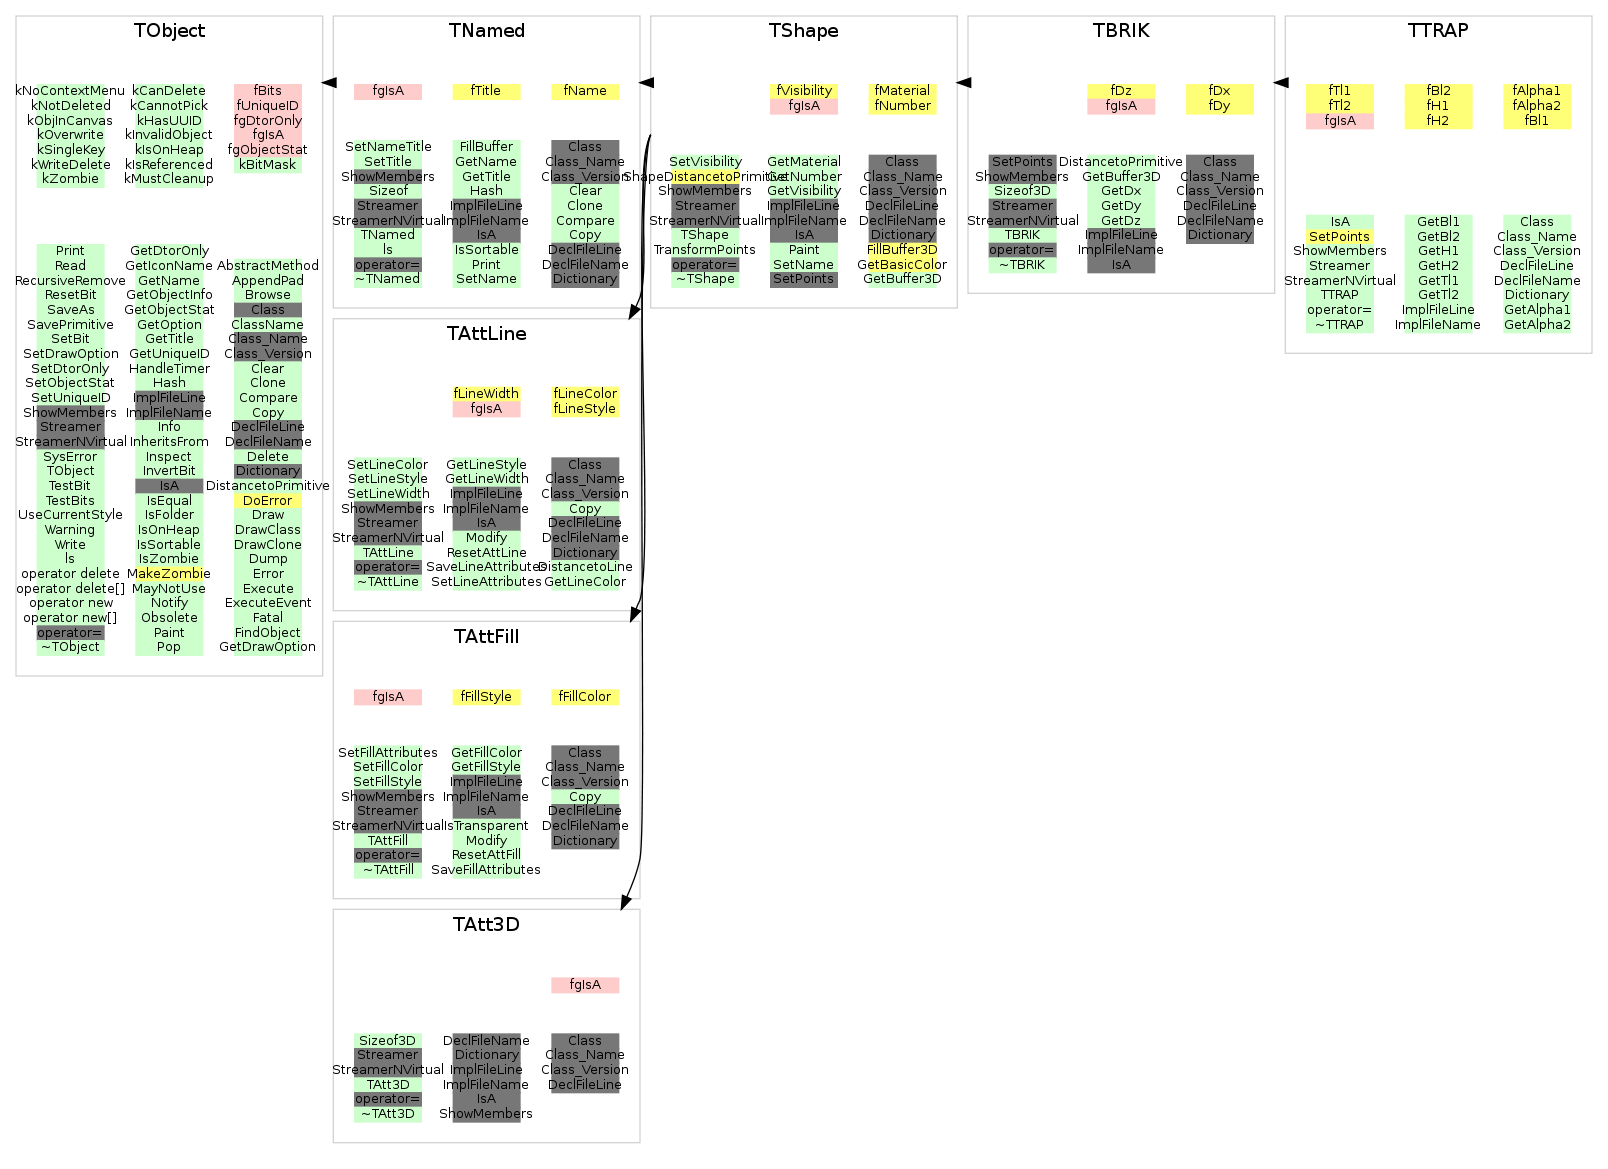 TObject
kNoContextMenu kCanDelete fBits
kNotDeleted kCannotPick fUniqueID
kObjInCanvas kHasUUID fgDtorOnly
kOverwrite kInvalidObject fgIsA
kSingleKey kIsOnHeap fgObjectStat
kWriteDelete kIsReferenced kBitMask
kZombie kMustCleanup
Print GetDtorOnly
Read GetIconName AbstractMethod
RecursiveRemove GetName AppendPad
ResetBit GetObjectInfo Browse
SaveAs GetObjectStat Class
SavePrimitive GetOption ClassName
SetBit GetTitle Class_Name
SetDrawOption GetUniqueID Class_Version
SetDtorOnly HandleTimer Clear
SetObjectStat Hash Clone
SetUniqueID ImplFileLine Compare
ShowMembers ImplFileName Copy
Streamer Info DeclFileLine
StreamerNVirtual InheritsFrom DeclFileName
SysError Inspect Delete
TObject InvertBit Dictionary
TestBit IsA DistancetoPrimitive
TestBits IsEqual DoError
UseCurrentStyle IsFolder Draw
Warning IsOnHeap DrawClass
Write IsSortable DrawClone
ls IsZombie Dump
operator delete MakeZombie Error
operator delete[] MayNotUse Execute
operator new Notify ExecuteEvent
operator new[] Obsolete Fatal
operator= Paint FindObject
~TObject Pop GetDrawOption
TNamed
fgIsA fTitle fName
SetNameTitle FillBuffer Class
SetTitle GetName Class_Name
ShowMembers GetTitle Class_Version
Sizeof Hash Clear
Streamer ImplFileLine Clone
StreamerNVirtual ImplFileName Compare
TNamed IsA Copy
ls IsSortable DeclFileLine
operator= Print DeclFileName
~TNamed SetName Dictionary
TAttLine
fLineWidth fLineColor
fgIsA fLineStyle
SetLineColor GetLineStyle Class
SetLineStyle GetLineWidth Class_Name
SetLineWidth ImplFileLine Class_Version
ShowMembers ImplFileName Copy
Streamer IsA DeclFileLine
StreamerNVirtual Modify DeclFileName
TAttLine ResetAttLine Dictionary
operator= SaveLineAttributes DistancetoLine
~TAttLine SetLineAttributes GetLineColor
TAttFill
fgIsA fFillStyle fFillColor
SetFillAttributes GetFillColor Class
SetFillColor GetFillStyle Class_Name
SetFillStyle ImplFileLine Class_Version
ShowMembers ImplFileName Copy
Streamer IsA DeclFileLine
StreamerNVirtual IsTransparent DeclFileName
TAttFill Modify Dictionary
operator= ResetAttFill
~TAttFill SaveFillAttributes
TAtt3D
fgIsA
Sizeof3D DeclFileName Class
Streamer Dictionary Class_Name
StreamerNVirtual ImplFileLine Class_Version
TAtt3D ImplFileName DeclFileLine
operator= IsA
~TAtt3D ShowMembers
TShape
fVisibility fMaterial
fgIsA fNumber
SetVisibility GetMaterial Class
ShapeDistancetoPrimitive GetNumber Class_Name
ShowMembers GetVisibility Class_Version
Streamer ImplFileLine DeclFileLine
StreamerNVirtual ImplFileName DeclFileName
TShape IsA Dictionary
TransformPoints Paint FillBuffer3D
operator= SetName GetBasicColor
~TShape SetPoints GetBuffer3D
TBRIK
fDz fDx
fgIsA fDy
SetPoints DistancetoPrimitive Class
ShowMembers GetBuffer3D Class_Name
Sizeof3D GetDx Class_Version
Streamer GetDy DeclFileLine
StreamerNVirtual GetDz DeclFileName
TBRIK ImplFileLine Dictionary
operator= ImplFileName
~TBRIK IsA
TTRAP
fTl1 fBl2 fAlpha1
fTl2 fH1 fAlpha2
fgIsA fH2 fBl1
IsA GetBl1 Class
SetPoints GetBl2 Class_Name
ShowMembers GetH1 Class_Version
Streamer GetH2 DeclFileLine
StreamerNVirtual GetTl1 DeclFileName
TTRAP GetTl2 Dictionary
operator= ImplFileLine GetAlpha1
~TTRAP ImplFileName GetAlpha2